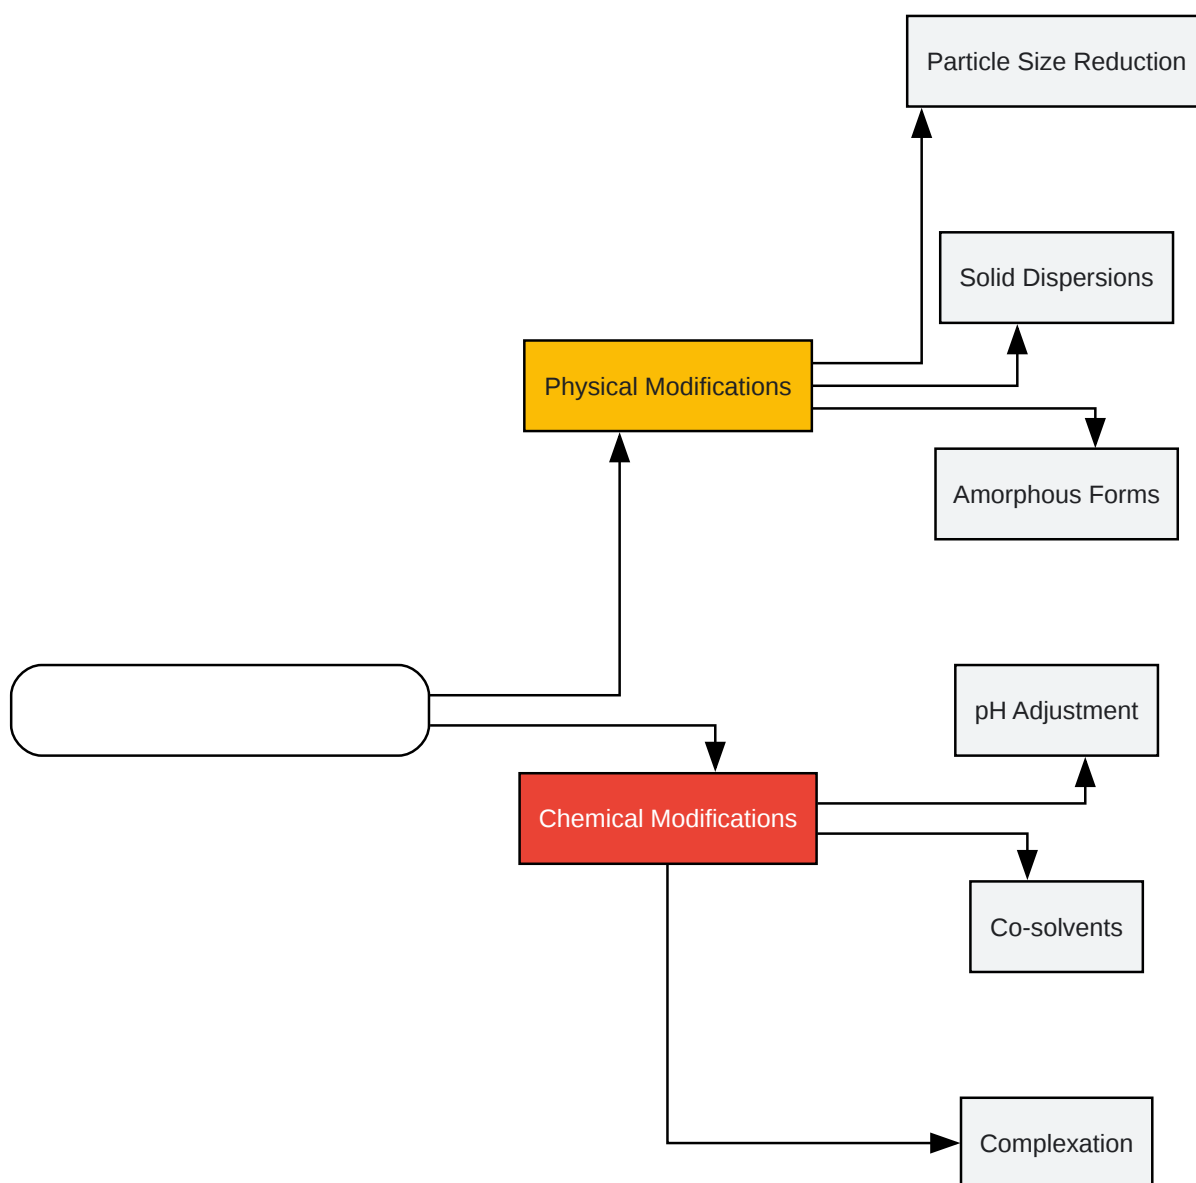 Particle Size Reduction
Solid Dispersions
Physical Modifications
Amorphous Forms
pH Adjustment
Chemical Modifications
Co-solvents
Complexation